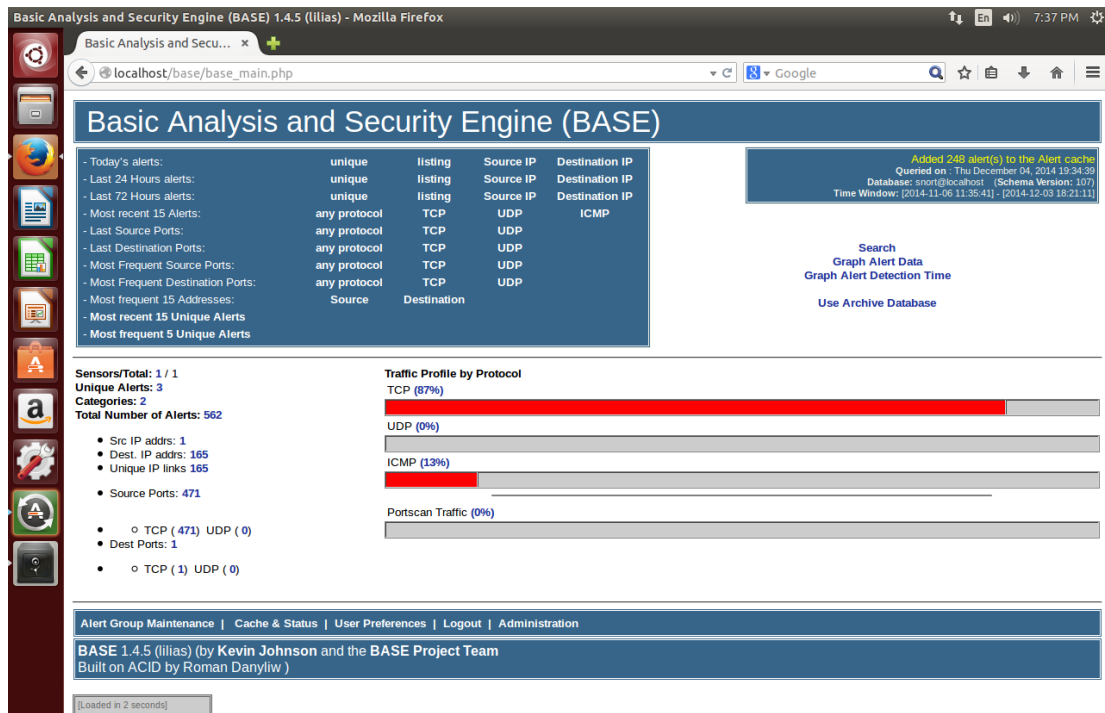 Basic Analysis and Security Engine (BASE) 1.4.5 (lilias) - Mozilla Firefox
En
7:37 PM
Basic Analysis and Secu... ×
localhost/base/base_main.php
Google
Basic Analysis and Security Engine (BASE)
- Today's alerts: unique listing Source IP Destination IP
- Last 24 Hours alerts: unique listing Source IP Destination IP
- Last 72 Hours alerts: unique listing Source IP Destination IP
- Most recent 15 Alerts: any protocol TCP UDP ICMP
- Last Source Ports: any protocol TCP UDP
- Last Destination Ports: any protocol TCP UDP
- Most Frequent Source Ports: any protocol TCP UDP
- Most Frequent Destination Ports: any protocol TCP UDP
- Most frequent 15 Addresses: Source Destination
- Most recent 15 Unique Alerts
- Most frequent 5 Unique Alerts
Added 248 alert(s) to the Alert cache
Queried on : Thu December 04, 2014 19:34:39
Database: snort@localhost (Schema Version: 107)
Time Window: [2014-11-06 11:35:41] - [2014-12-03 18:21:11]
Search
Graph Alert Data
Graph Alert Detection Time
Use Archive Database
Sensors/Total: 1 / 1
Unique Alerts: 3
Categories: 2
Total Number of Alerts: 562
Src IP addrs: 1
Dest. IP addrs: 165
Unique IP links 165
Source Ports: 471
TCP ( 471) UDP ( 0)
Dest Ports: 1
TCP ( 1) UDP ( 0)
Traffic Profile by Protocol
TCP (87%)
UDP (0%)
ICMP (13%)
Portscan Traffic (0%)
Alert Group Maintenance | Cache & Status | User Preferences | Logout | Administration
BASE 1.4.5 (lilias) (by Kevin Johnson and the BASE Project Team
Built on ACID by Roman Danyliw )
[Loaded in 2 seconds]
a